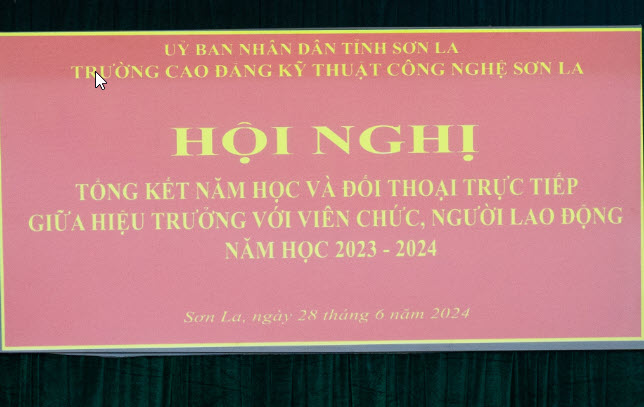 UỶ BAN NHÂN DÂN TỈNH SƠN LA
TRƯỜNG CAO ĐẲNG KỸ THUẬT CÔNG NGHỆ SƠN LA
HỘI NGHỊ
TỔNG KẾT NĂM HỌC VÀ ĐỐI THOẠI TRỰC TIẾP
GIỮA HIỆU TRƯỞNG VỚI VIÊN CHỨC, NGƯỜI LAO ĐỘNG
NĂM HỌC 2023 - 2024
Sơn La, ngày 28 tháng 6 năm 2024